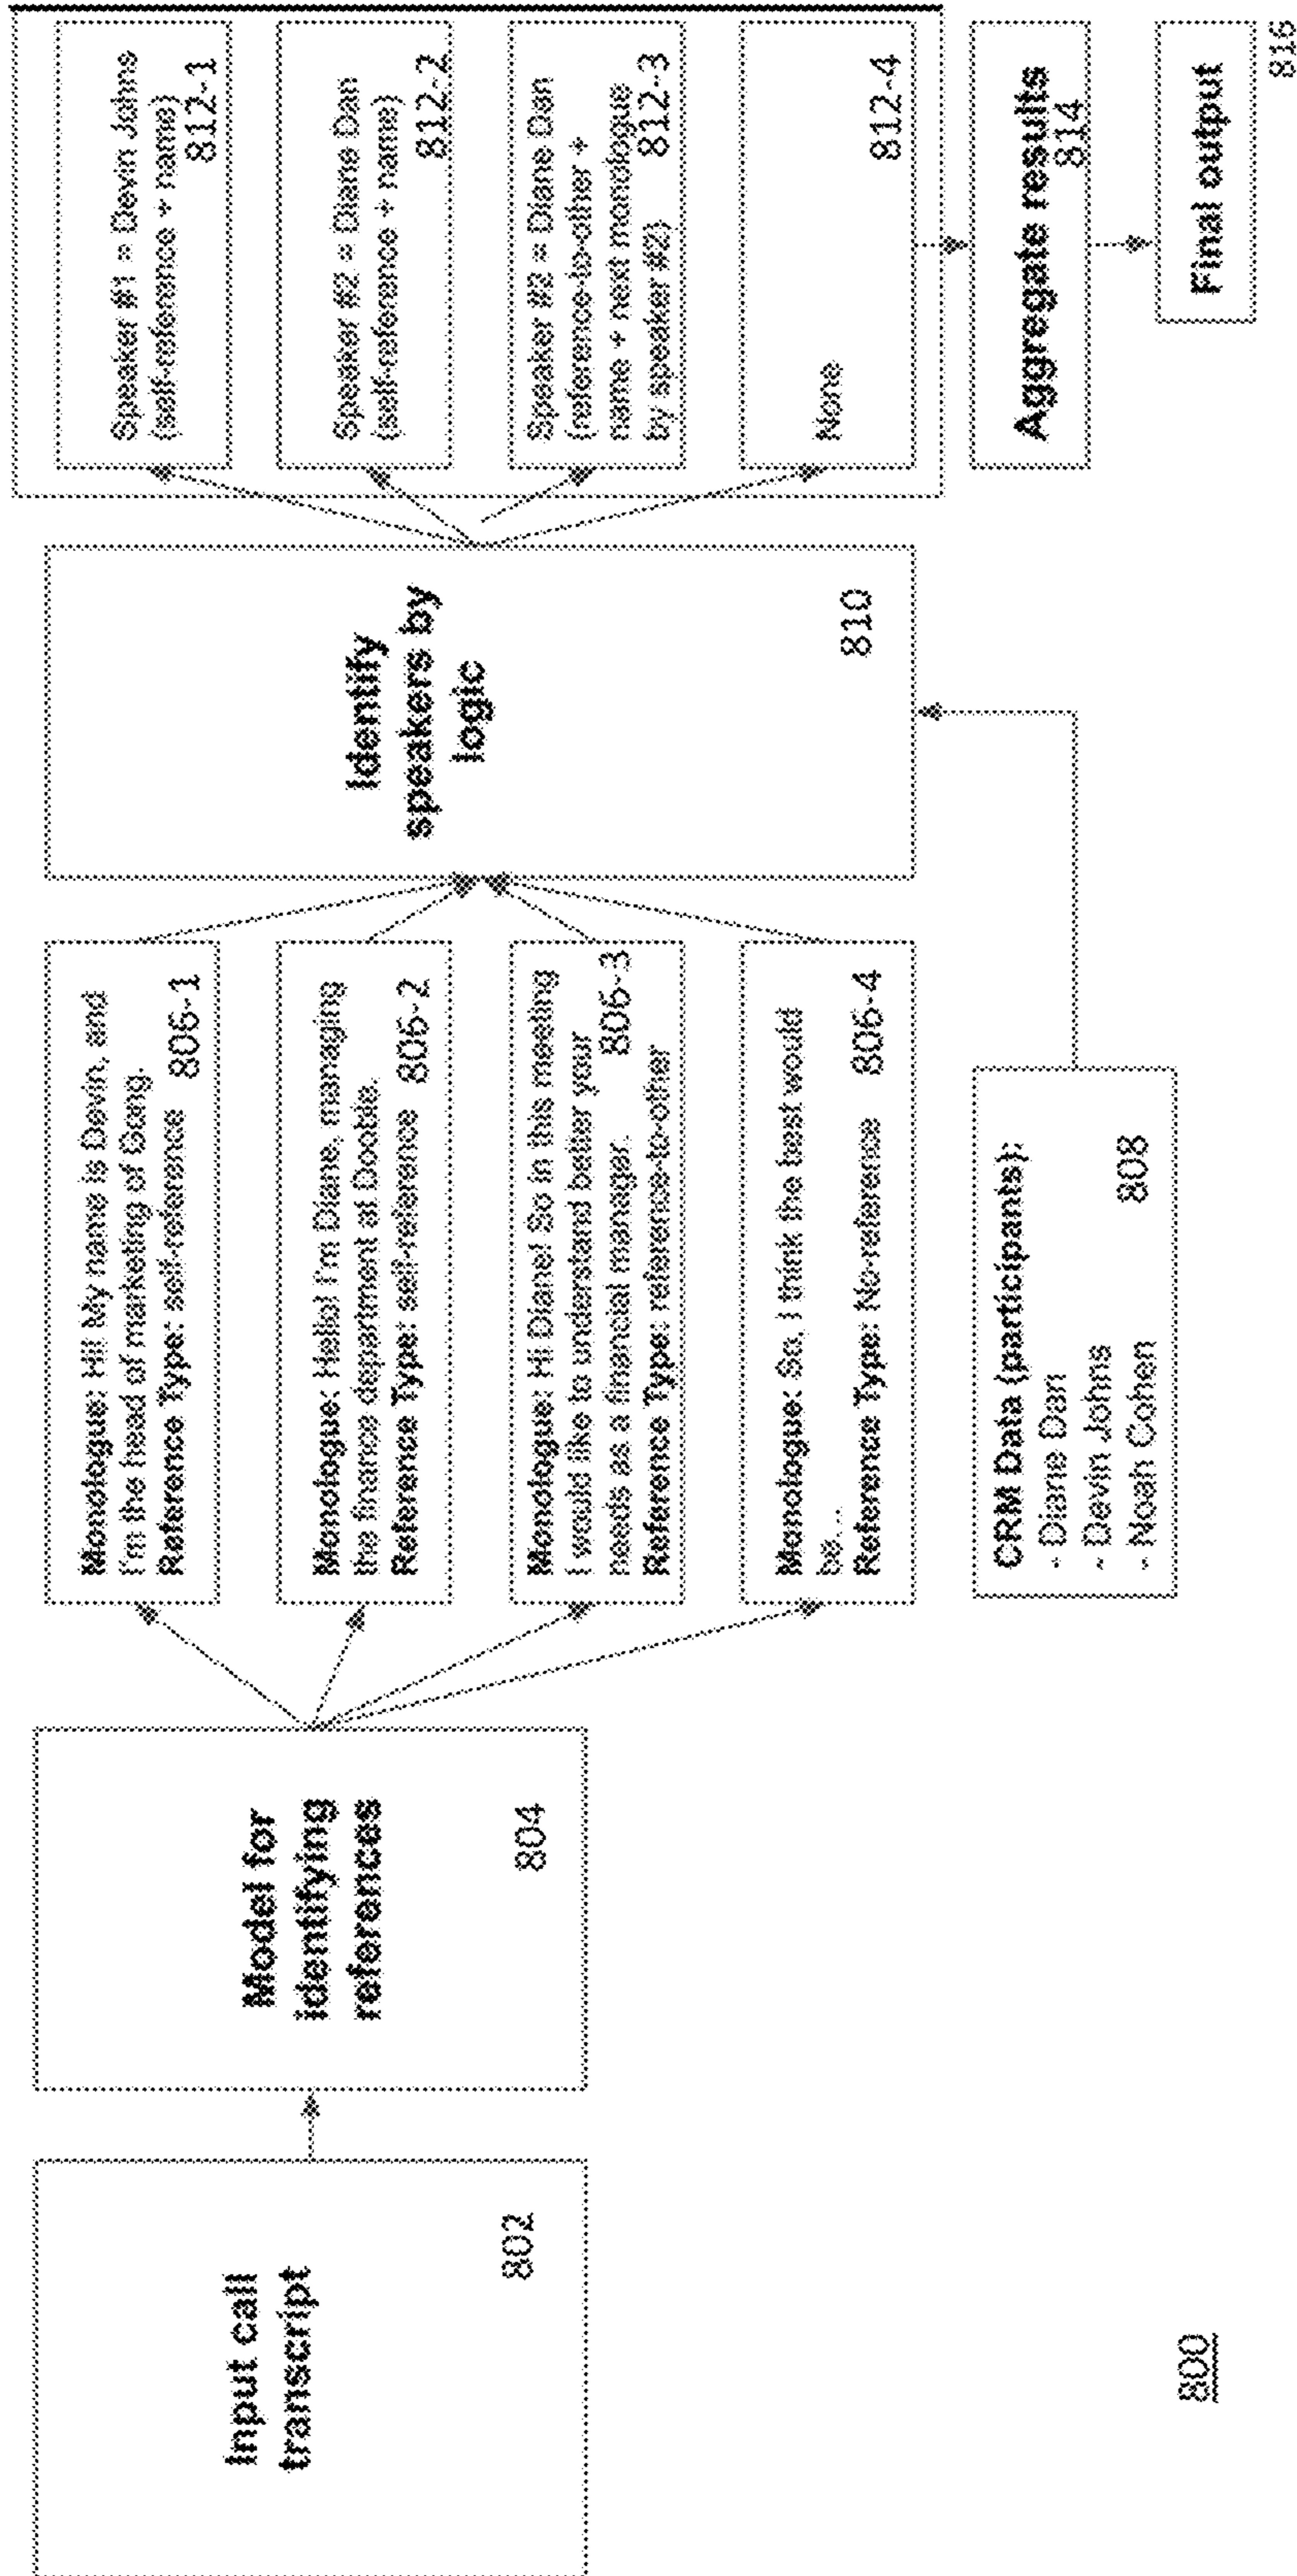 Input call
transcript
802
Model for
identifying
references
804
Monologue: Hi! My name is Devin, and
I'm the head of marketing of Gong.
Reference Type: self-reference
806-1
Monologue: Hello! I'm Diane, managing
the finance department at Dooble.
Reference Type: self-reference
806-2
Monologue: Hi Diane! So in this meeting
I would like to understand better your
needs as a financial manager.
806-3
Reference Type: reference-to-other
Monologue: So, I think the best would
be...
Reference Type: No-reference
806-4
CRM Data (participants):
- Diane Dan
- Devin Johns
- Noah Cohen
808
Identify
speakers by
logic
810
Speaker #1 = Devin Johns
(self-reference + name)
812-1
Speaker #2 = Diane Dan
(self-reference + name)
812-2
Speaker #2 = Diane Dan
(reference-to-other +
name + next monologue
by speaker #2)
812-3
None
812-4
Aggregate results
814
Final output
816
800